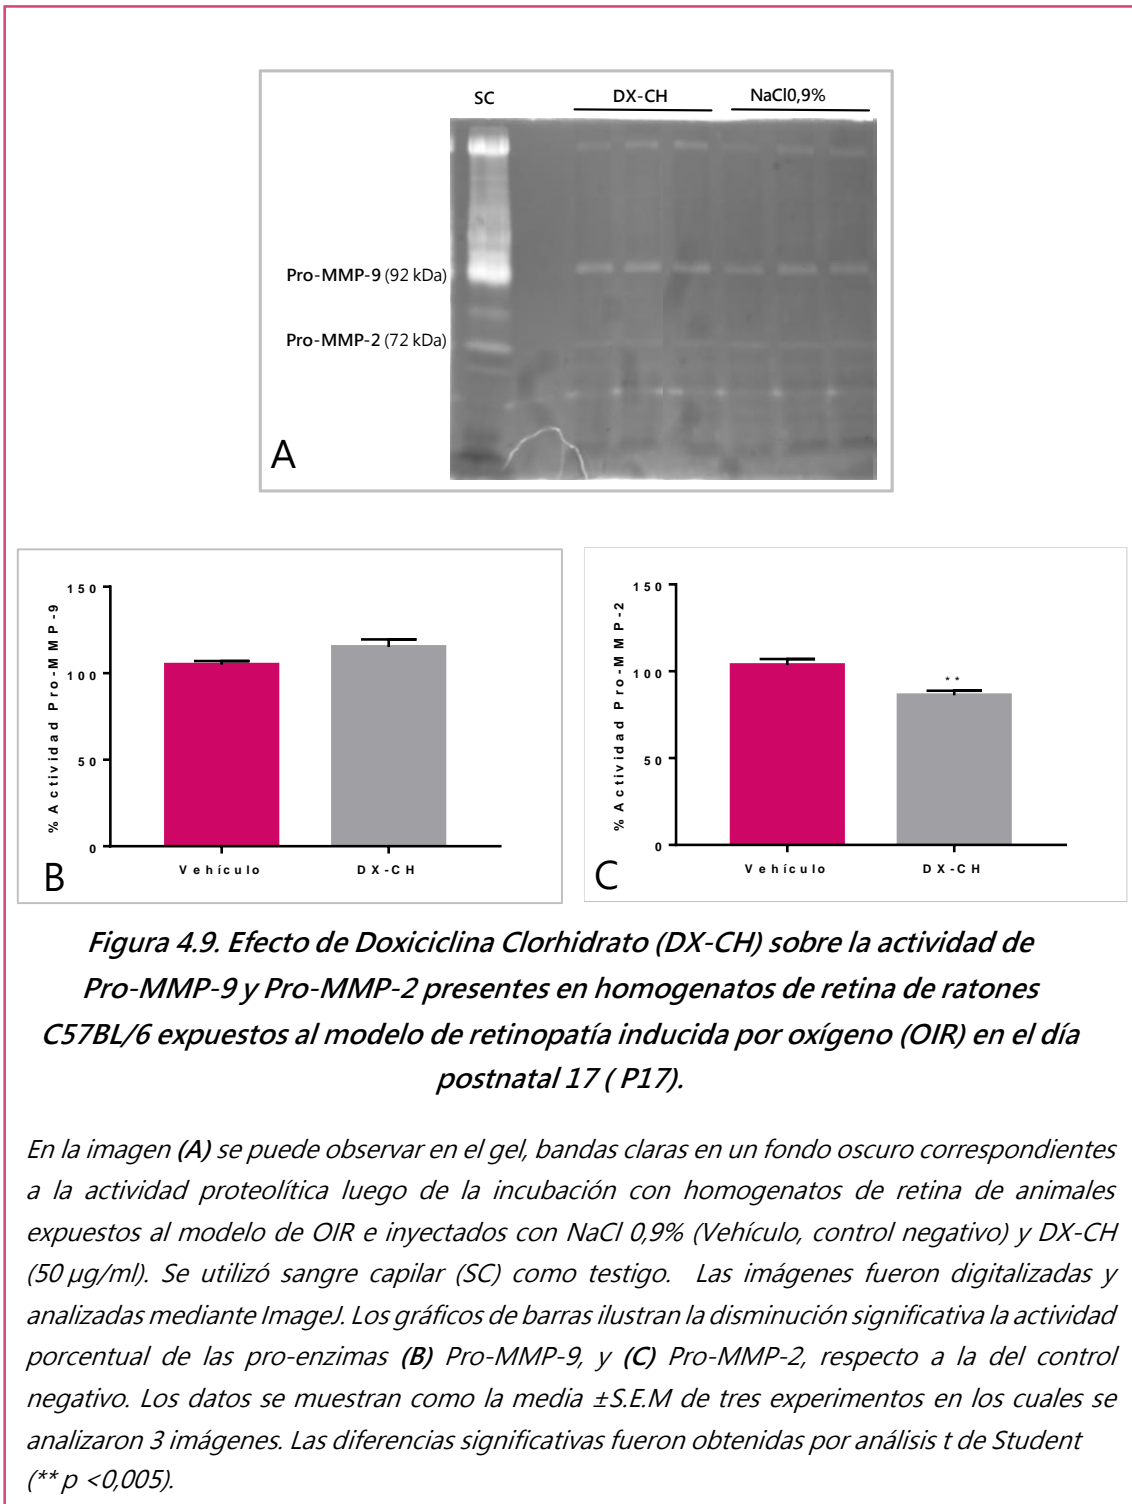 SC DX-CH NaCl0,9%
Pro-MMP-9 (92 kDa)
Pro-MMP-2 (72 kDa)
A
% Actividad Pro-MMP-9
150
100
50
0
Vehículo DX-CH
B
% Actividad Pro-MMP-2
150
100
50
0
**
Vehículo DX-CH
C
Figura 4.9. Efecto de Doxiciclina Clorhidrato (DX-CH) sobre la actividad de
Pro-MMP-9 y Pro-MMP-2 presentes en homogenatos de retina de ratones
C57BL/6 expuestos al modelo de retinopatía inducida por oxígeno (OIR) en el día
postnatal 17 ( P17).
En la imagen (A) se puede observar en el gel, bandas claras en un fondo oscuro correspondientes
a la actividad proteolítica luego de la incubación con homogenatos de retina de animales
expuestos al modelo de OIR e inyectados con NaCl 0,9% (Vehículo, control negativo) y DX-CH
(50 µg/ml). Se utilizó sangre capilar (SC) como testigo. Las imágenes fueron digitalizadas y
analizadas mediante ImageJ. Los gráficos de barras ilustran la disminución significativa la actividad
porcentual de las pro-enzimas (B) Pro-MMP-9, y (C) Pro-MMP-2, respecto a la del control
negativo. Los datos se muestran como la media ±S.E.M de tres experimentos en los cuales se
analizaron 3 imágenes. Las diferencias significativas fueron obtenidas por análisis t de Student
(** p <0,005).